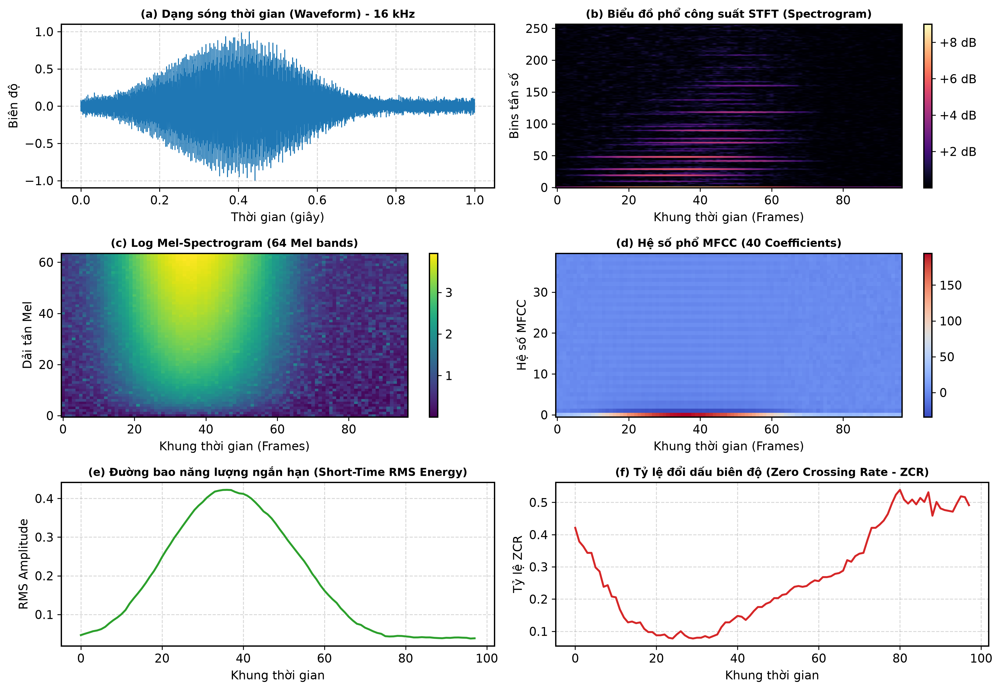 (a) Dạng sóng thời gian (Waveform) - 16 kHz
1.0
0.5
0.0
−0.5
−1.0
Biên độ
0.0 0.2 0.4 0.6 0.8 1.0
Thời gian (giây)
(b) Biểu đồ phổ công suất STFT (Spectrogram)
250
200
150
100
50
0
Bins tần số
0 20 40 60 80
Khung thời gian (Frames)
+8 dB
+6 dB
+4 dB
+2 dB
(c) Log Mel-Spectrogram (64 Mel bands)
60
40
20
0
Dải tần Mel
0 20 40 60 80
Khung thời gian (Frames)
3
2
1
(d) Hệ số phổ MFCC (40 Coefficients)
30
20
10
0
Hệ số MFCC
0 20 40 60 80
Khung thời gian (Frames)
150
100
50
0
(e) Đường bao năng lượng ngắn hạn (Short-Time RMS Energy)
0.4
0.3
0.2
0.1
RMS Amplitude
0 20 40 60 80 100
Khung thời gian
(f) Tỷ lệ đổi dấu biên độ (Zero Crossing Rate - ZCR)
0.5
0.4
0.3
0.2
0.1
Tỷ lệ ZCR
0 20 40 60 80 100
Khung thời gian